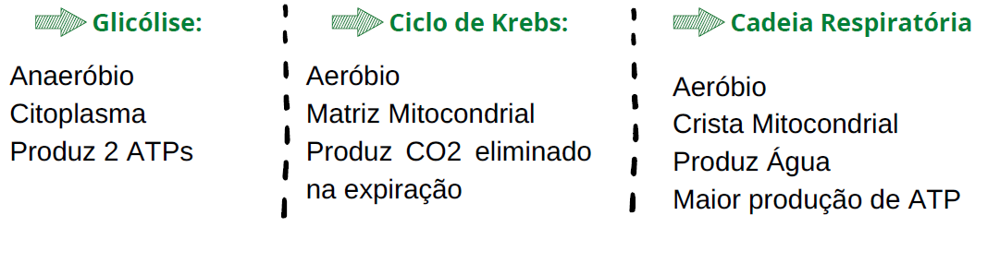 Glicólise:
Anaeróbio
Citoplasma
Produz 2 ATPs
Ciclo de Krebs:
Aeróbio
Matriz Mitocondrial
Produz CO2 eliminado
na expiração
Cadeia Respiratória
Aeróbio
Crista Mitocondrial
Produz Água
Maior produção de ATP